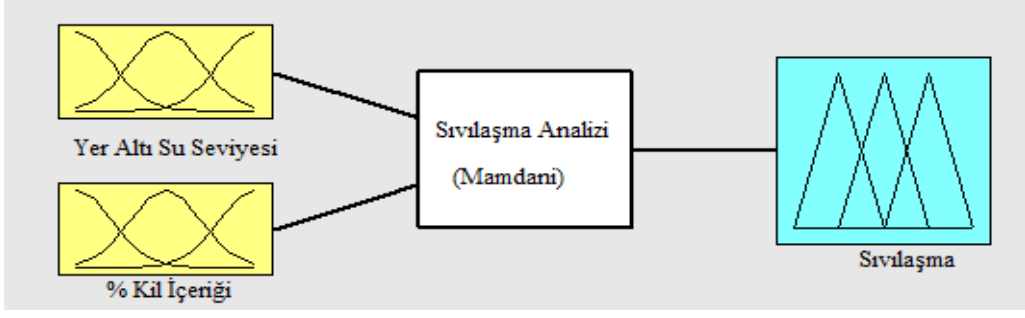 Yer Altı Su Seviyesi
% Kil İçeriği
Sıvılaşma Analizi
(Mamdani)
Sıvılaşma